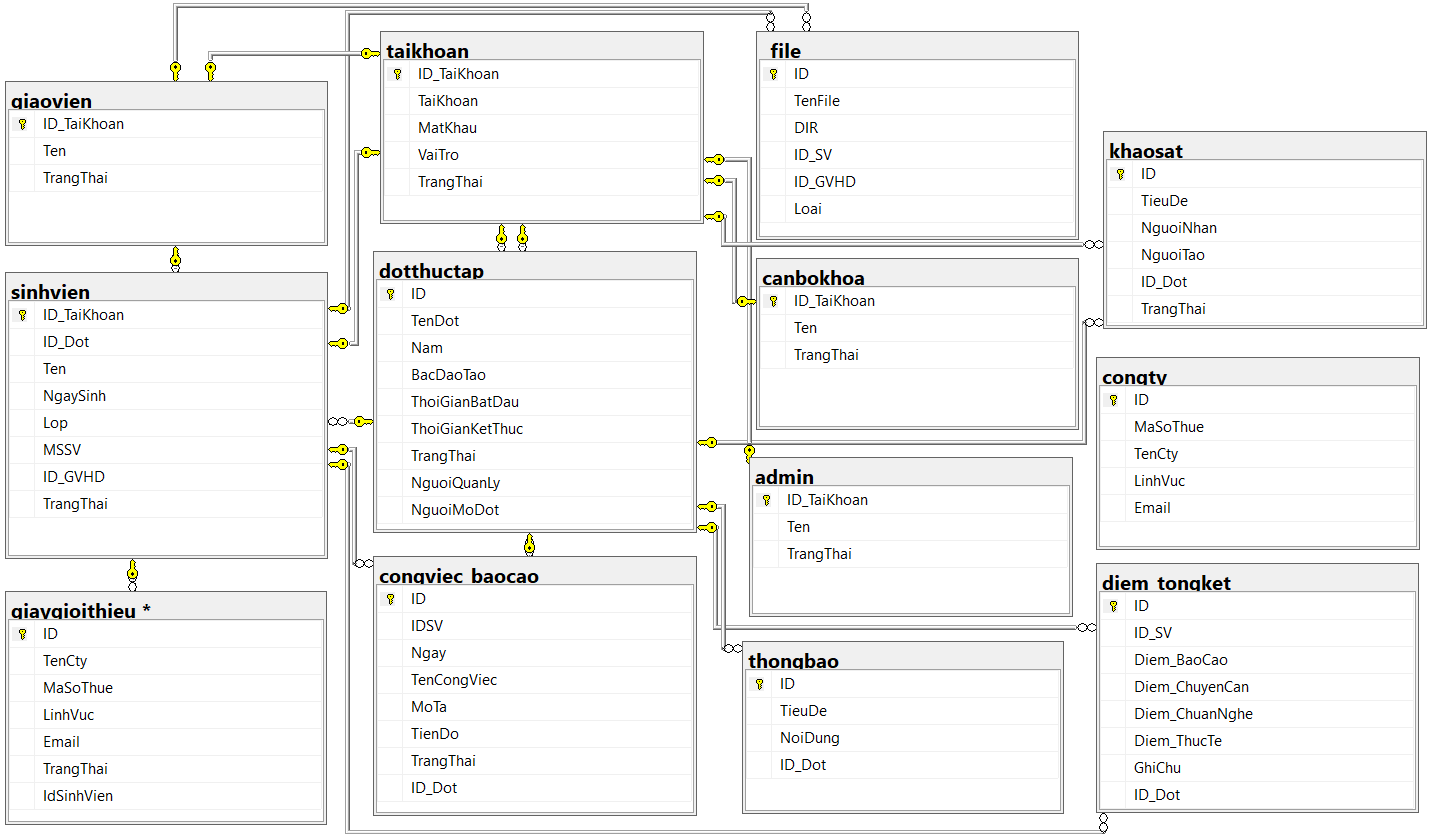 taikhoan
ID_TaiKhoan
TaiKhoan
MatKhau
VaiTro
TrangThai
file
ID
TenFile
DIR
ID_SV
ID_GVHD
Loai
giaovien
ID_TaiKhoan
Ten
TrangThai
khaosat
ID
TieuDe
NguoiNhan
NguoiTao
ID_Dot
TrangThai
sinhvien
ID_TaiKhoan
ID_Dot
Ten
NgaySinh
Lop
MSSV
ID_GVHD
TrangThai
dotthuctap
ID
TenDot
Nam
BacDaoTao
ThoiGianBatDau
ThoiGianKetThuc
TrangThai
NguoiQuanLy
NguoiMoDot
canbokhoa
ID_TaiKhoan
Ten
TrangThai
congty
ID
MaSoThue
TenCty
LinhVuc
Email
admin
ID_TaiKhoan
Ten
TrangThai
giaygioithieu *
ID
TenCty
MaSoThue
LinhVuc
Email
TrangThai
IdSinhVien
congviec_baocao
ID
IDSV
Ngay
TenCongViec
MoTa
TienDo
TrangThai
ID_Dot
thongbao
ID
TieuDe
NoiDung
ID_Dot
diem_tongket
ID
ID_SV
Diem_BaoCao
Diem_ChuyenCan
Diem_ChuanNghe
Diem_ThucTe
GhiChu
ID_Dot